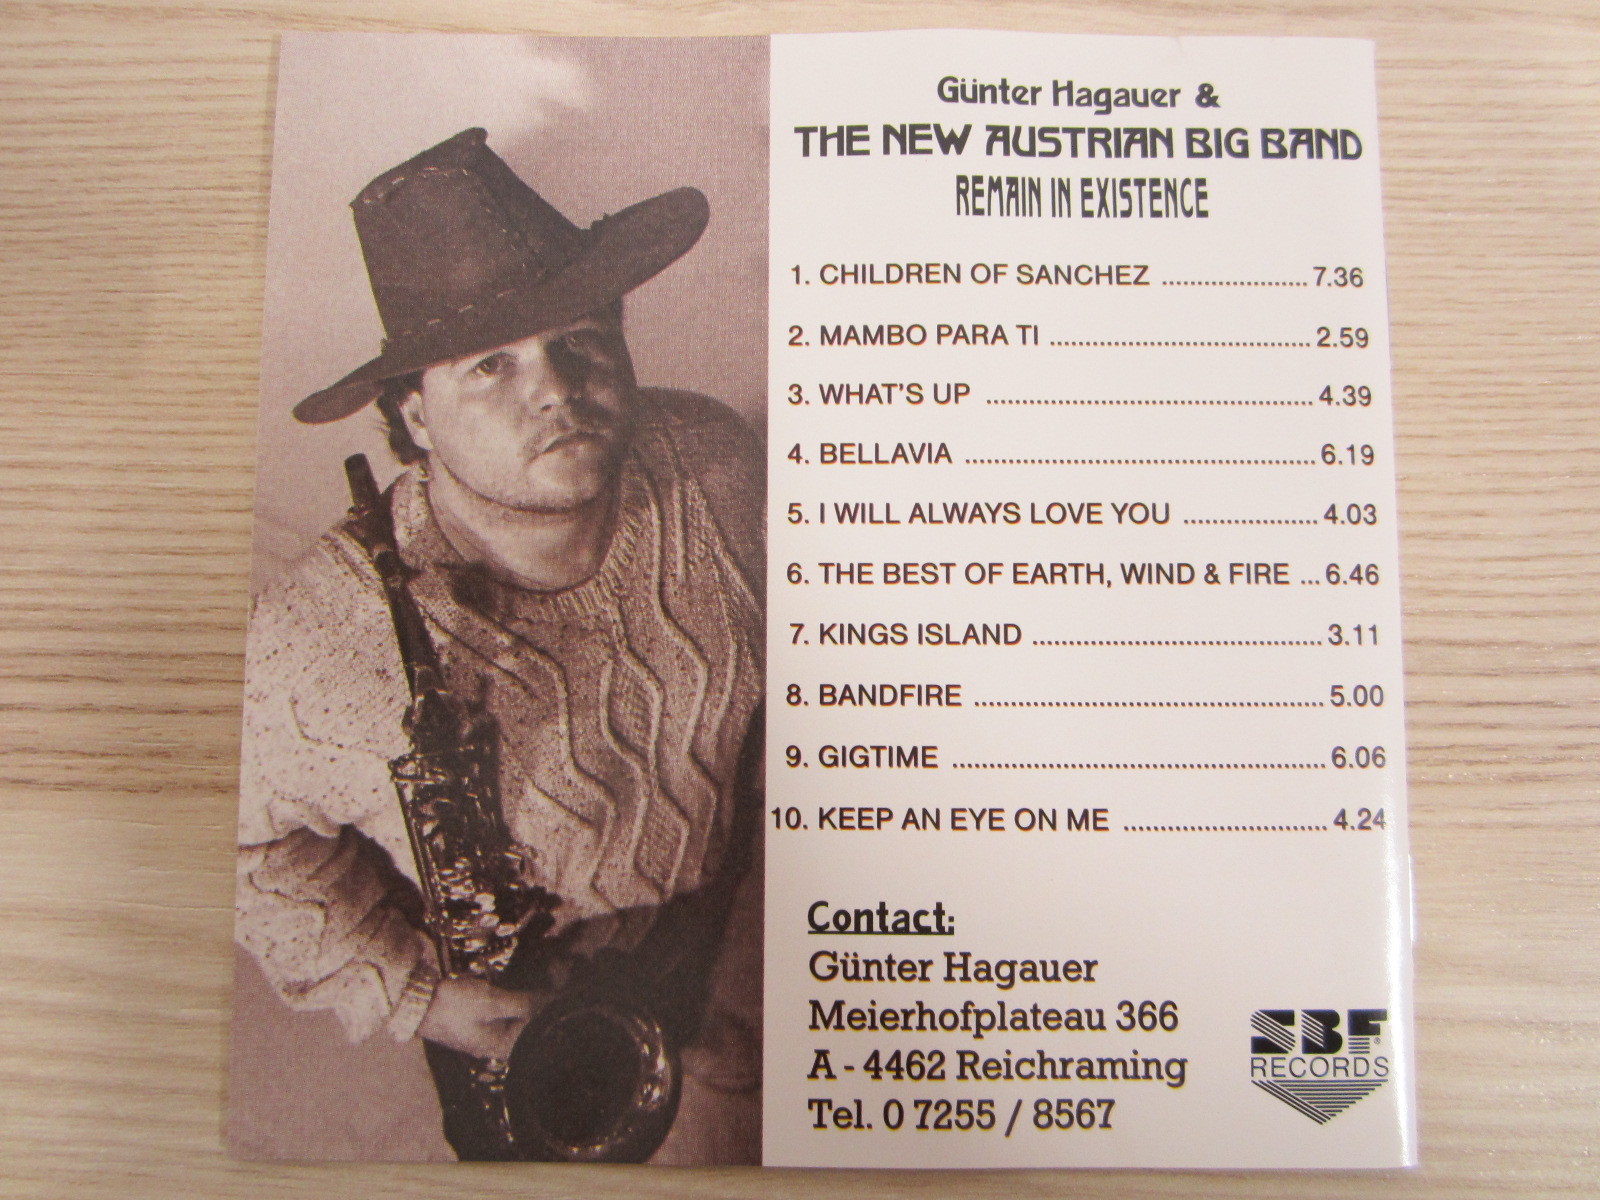 Günter Hagauer &
THE NEW AUSTRIAN BIG BAND
REMAIN IN EXISTENCE
1. CHILDREN OF SANCHEZ .................... 7.36
2. MAMBO PARA TI .................................... 2.59
3. WHAT'S UP ............................................. 4.39
4. BELLAVIA ................................................ 6.19
5. I WILL ALWAYS LOVE YOU .................. 4.03
6. THE BEST OF EARTH, WIND & FIRE ... 6.46
7. KINGS ISLAND ........................................ 3.11
8. BANDFIRE ................................................ 5.00
9. GIGTIME .................................................... 6.06
10. KEEP AN EYE ON ME ............................ 4.24
Contact:
Günter Hagauer
Meierhofplateau 366
A - 4462 Reichraming
Tel. 0 7255 / 8567
SBF®
RECORDS